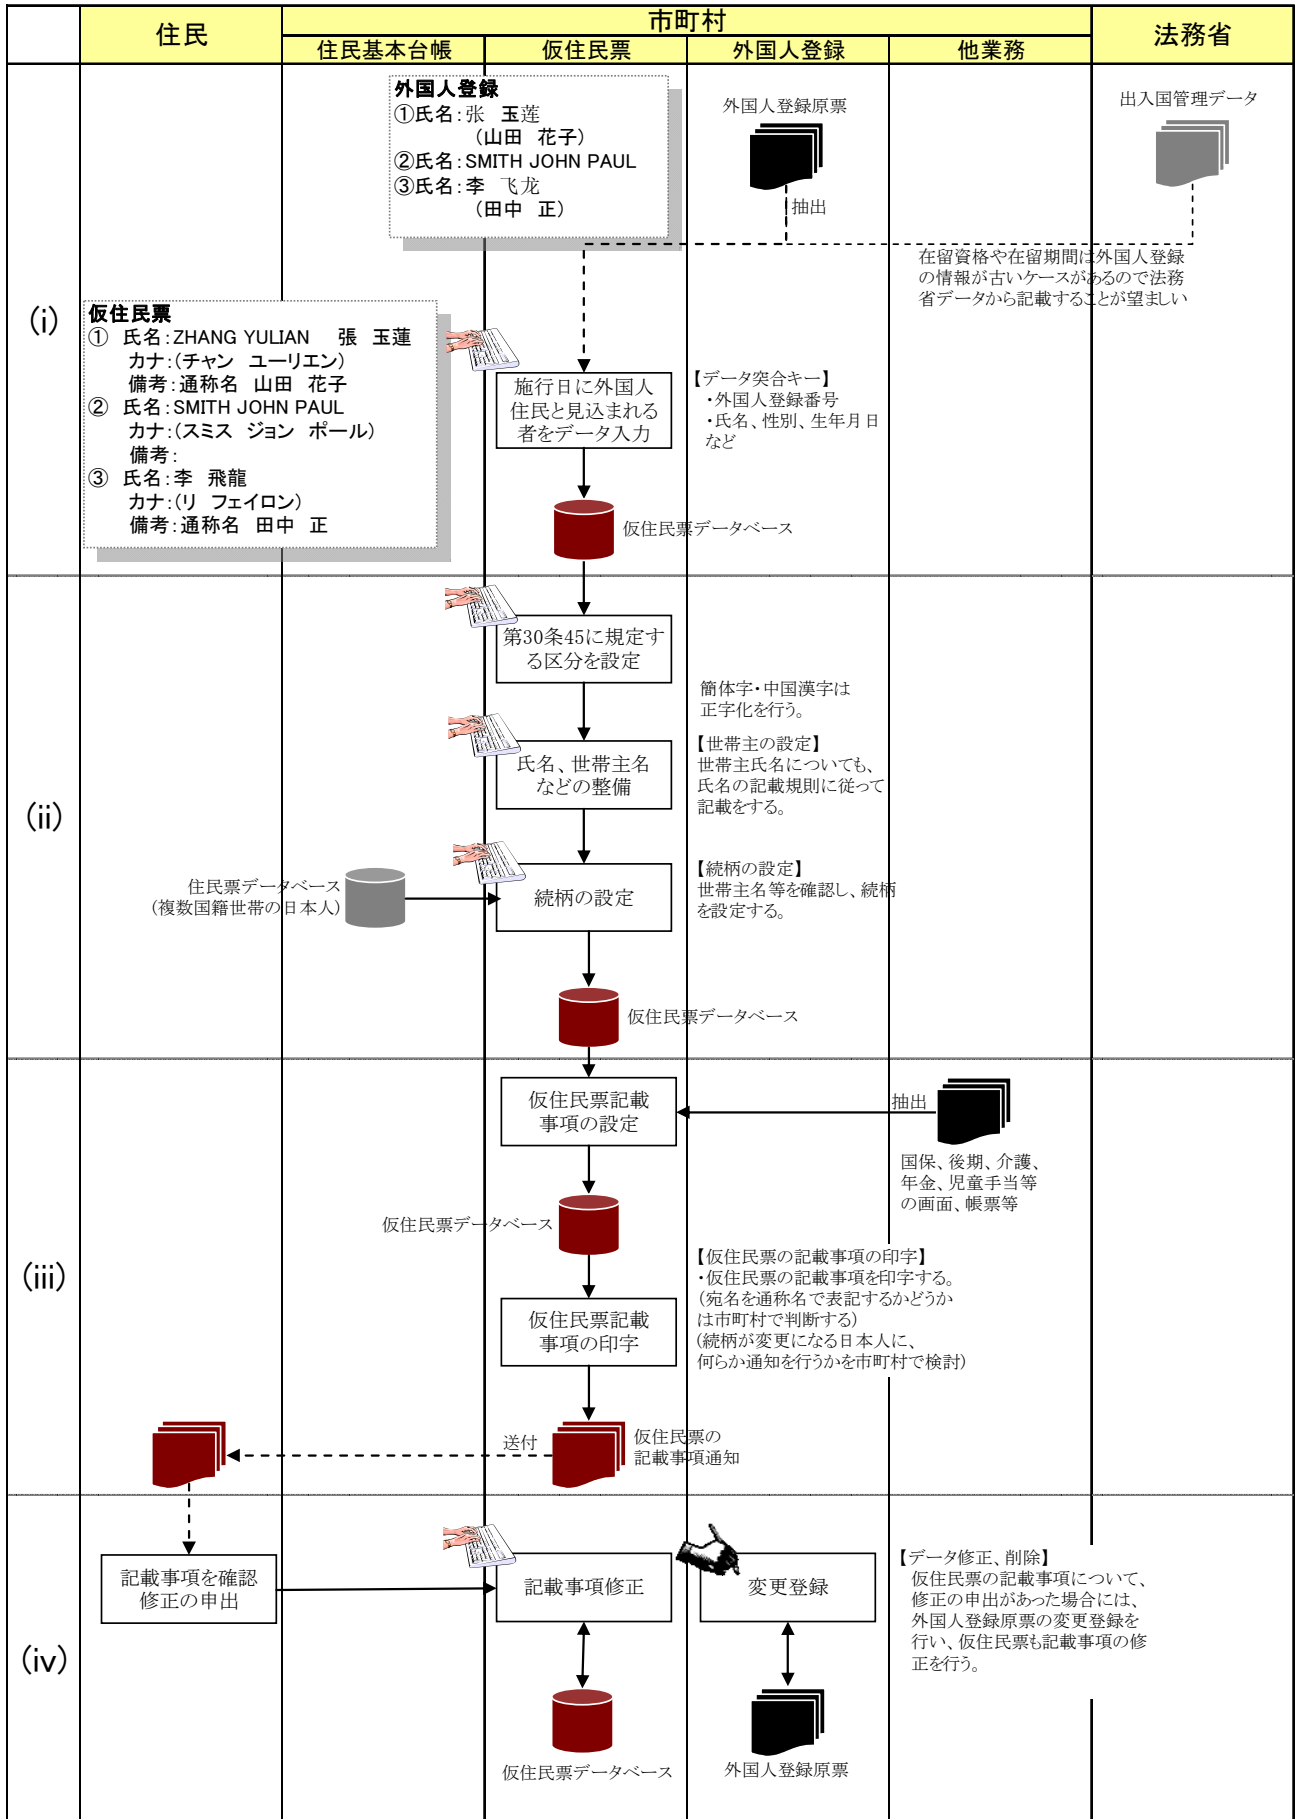 住民
市町村
法務省
住民基本台帳
仮住民票
外国人登録
他業務
(i)
外国人登録
①氏名:张　玉莲
(山田　花子)
②氏名:SMITH JOHN PAUL
③氏名:李　飞龙
(田中　正)
外国人登録原票
抽出
出入国管理データ
在留資格や在留期間は外国人登録
の情報が古いケースがあるので法務
省データから記載することが望ましい
仮住民票
①　氏名:ZHANG YULIAN　張　玉蓮
カナ:(チャン　ユーリエン)
備考:通称名　山田　花子
②　氏名:SMITH JOHN PAUL
カナ:(スミス　ジョン　ポール)
備考:
③　氏名:李　飛龍
カナ:(リ　フェイロン)
備考:通称名　田中　正
施行日に外国人
住民と見込まれる
者をデータ入力
【データ突合キー】
・外国人登録番号
・氏名、性別、生年月日
など
仮住民票データベース
(ii)
第30条45に規定す
る区分を設定
簡体字・中国漢字は
正字化を行う。
氏名、世帯主名
などの整備
【世帯主の設定】
世帯主氏名についても、
氏名の記載規則に従って
記載をする。
住民票データベース
(複数国籍世帯の日本人)
続柄の設定
【続柄の設定】
世帯主名等を確認し、続柄
を設定する。
仮住民票データベース
(iii)
仮住民票記載
事項の設定
抽出
国保、後期、介護、
年金、児童手当等
の画面、帳票等
仮住民票データベース
仮住民票記載
事項の印字
【仮住民票の記載事項の印字】
・仮住民票の記載事項を印字する。
(宛名を通称名で表記するかどうか
は市町村で判断する)
(続柄が変更になる日本人に、
何らか通知を行うかを市町村で検討)
送付
仮住民票の
記載事項通知
(iv)
記載事項を確認
修正の申出
記載事項修正
変更登録
【データ修正、削除】
仮住民票の記載事項について、
修正の申出があった場合には、
外国人登録原票の変更登録を
行い、仮住民票も記載事項の修
正を行う。
仮住民票データベース
外国人登録原票